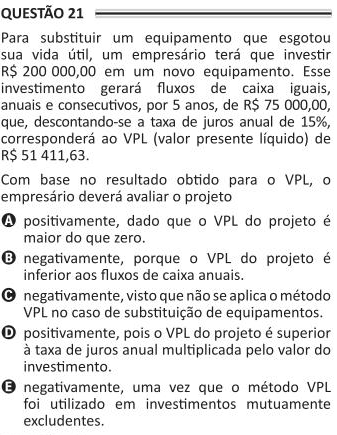 QUESTÃO 21
Para substituir um equipamento que esgotou
sua vida útil, um empresário terá que investir
R$ 200 000,00 em um novo equipamento. Esse
investimento gerará fluxos de caixa iguais,
anuais e consecutivos, por 5 anos, de R$ 75 000,00,
que, descontando-se a taxa de juros anual de 15%,
corresponderá ao VPL (valor presente líquido) de
R$ 51 411,63.
Com base no resultado obtido para o VPL, o
empresário deverá avaliar o projeto
A positivamente, dado que o VPL do projeto é
maior do que zero.
B negativamente, porque o VPL do projeto é
inferior aos fluxos de caixa anuais.
C negativamente, visto que não se aplica o método
VPL no caso de substituição de equipamentos.
D positivamente, pois o VPL do projeto é superior
à taxa de juros anual multiplicada pelo valor do
investimento.
E negativamente, uma vez que o método VPL
foi utilizado em investimentos mutuamente
excludentes.